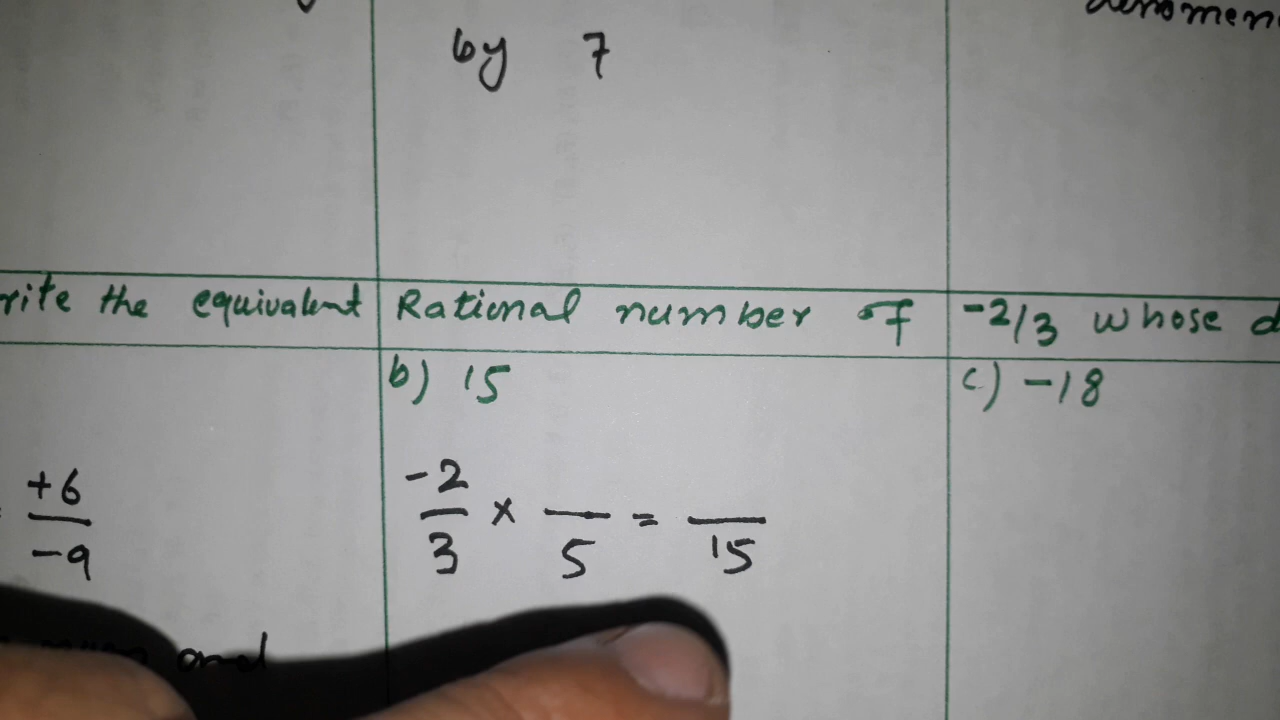 by 7
rite the equivalent Rational number of -2/3 whose d
b) 15
c) -18
+6
-9
-2
3 × 5 = 15
and